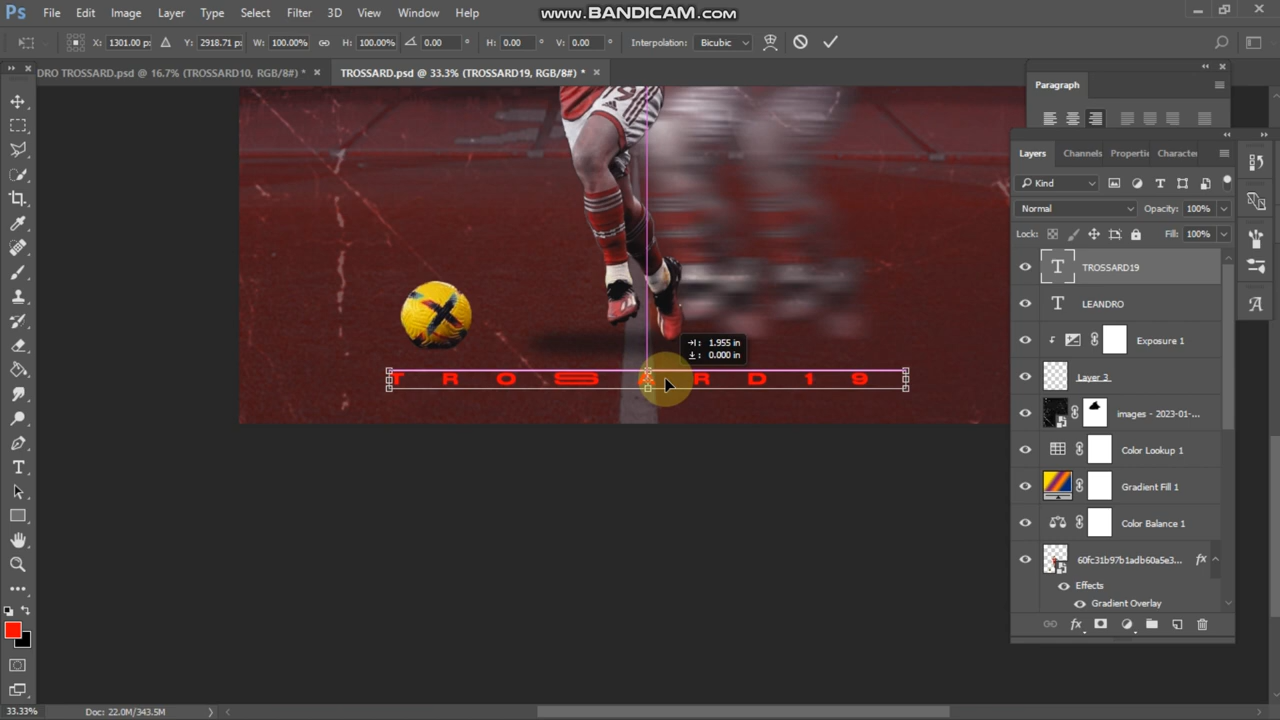 Ps File Edit Image Layer Type Select Filter 3D View Window Help
www.BANDICAM.com
X: 1301.00 px Y: 2918.71 px W: 100.00% H: 100.00% 0.00 ° H: 0.00 ° V: 0.00 ° Interpolation: Bicubic
DRO TROSSARD.psd @ 16.7% (TROSSARD10, RGB/8#) * × TROSSARD.psd @ 33.3% (TROSSARD19, RGB/8#) * ×
Paragraph
Layers Channels Properti Character
Kind
Normal Opacity: 100%
Lock: Fill: 100%
TROSSARD19
LEANDRO
Exposure 1
Layer 3
images - 2023-01-...
Color Lookup 1
Gradient Fill 1
Color Balance 1
60fc31b97b1adb60a5e3...
fx
Effects
Gradient Overlay
fx
1.955 in
0.000 in
TROSSARD19
33.33% Doc: 22.0M/343.5M